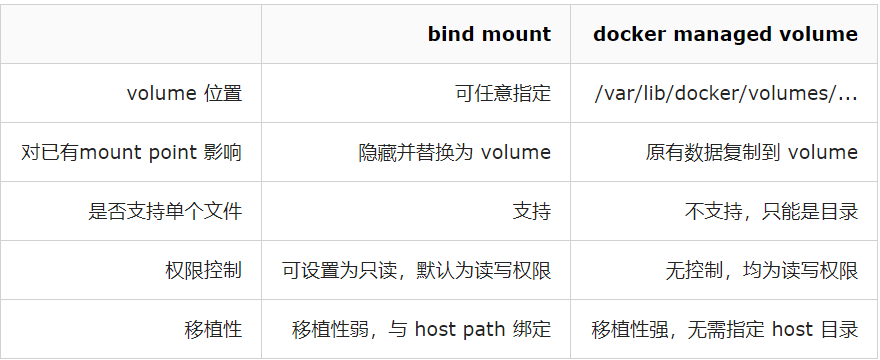 bind mount docker managed volume
volume 位置 可任意指定 /var/lib/docker/volumes/...
对已有mount point 影响 隐藏并替换为 volume 原有数据复制到 volume
是否支持单个文件 支持 不支持，只能是目录
权限控制 可设置为只读，默认为读写权限 无控制，均为读写权限
移植性 移植性弱，与 host path 绑定 移植性强，无需指定 host 目录